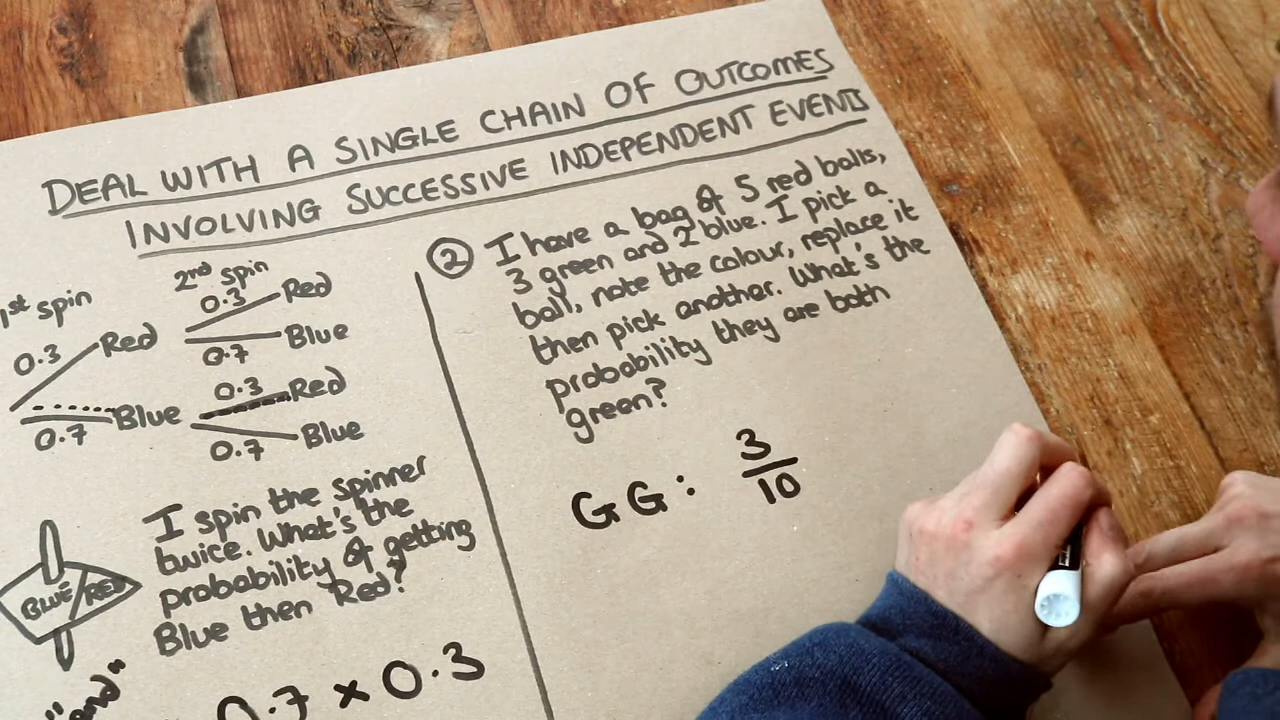 DEAL WITH A SINGLE CHAIN OF OUTCOMES
INVOLVING SUCCESSIVE INDEPENDENT EVENTS
1st spin
2nd spin
0.3
Red
0.3
Red
0.7
Blue
0.7
Blue
0.3
Red
0.7
Blue
BLUE
RED
I spin the spinner
twice. What's the
probability of getting
Blue then Red?
"and"
0.7 × 0.3
2
I have a bag of 5 red balls,
3 green and 2 blue. I pick a
ball, note the colour, replace it
then pick another. What's the
probability they are both
green?
GG: 3
10